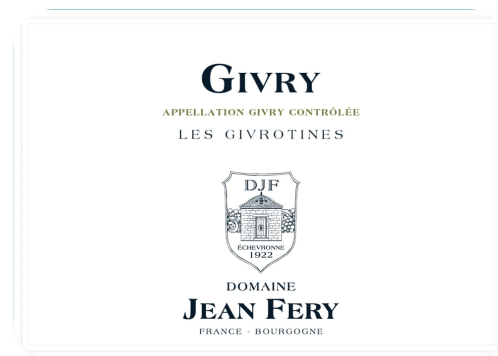 GIVRY
APPELLATION GIVRY CONTRÔLÉE
LES GIVROTINES
DJF
ÉCHEVRONNE
1922
DOMAINE
JEAN FERY
FRANCE · BOURGOGNE